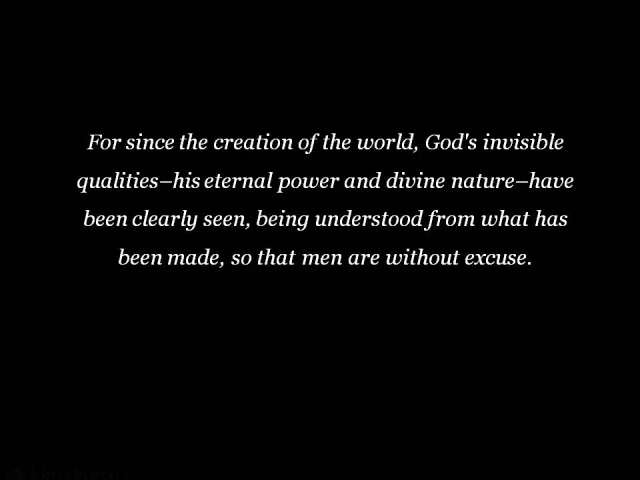 For since the creation of the world, God's invisible
qualities–his eternal power and divine nature–have
been clearly seen, being understood from what has
been made, so that men are without excuse.